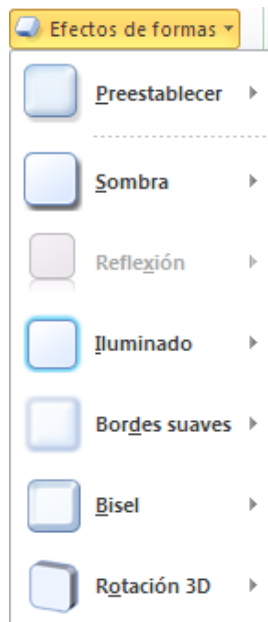 Efectos de formas
Preestablecer
Sombra
Reflexión
Iluminado
Bordes suaves
Bisel
Rotación 3D